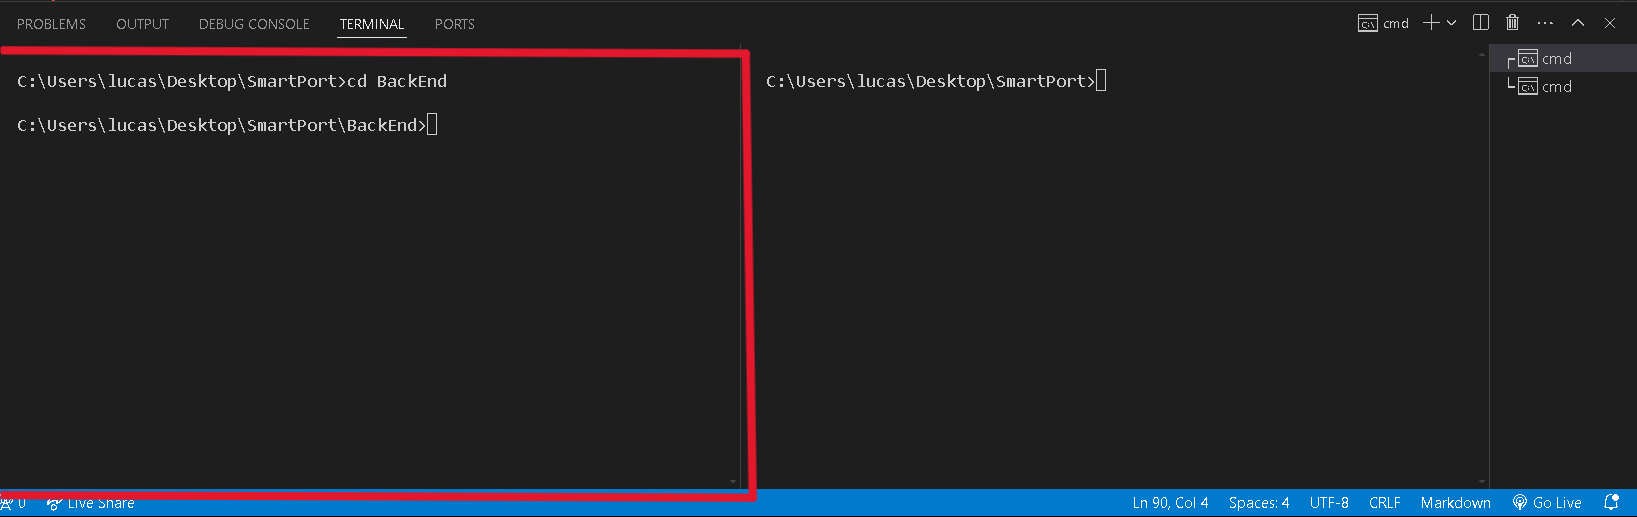 PROBLEMS OUTPUT DEBUG CONSOLE TERMINAL PORTS cmd
C:\Users\lucas\Desktop\SmartPort>cd BackEnd
C:\Users\lucas\Desktop\SmartPort\BackEnd>
C:\Users\lucas\Desktop\SmartPort>
cmd
cmd
0 Live Share Ln 90, Col 4 Spaces: 4 UTF-8 CRLF Markdown Go Live